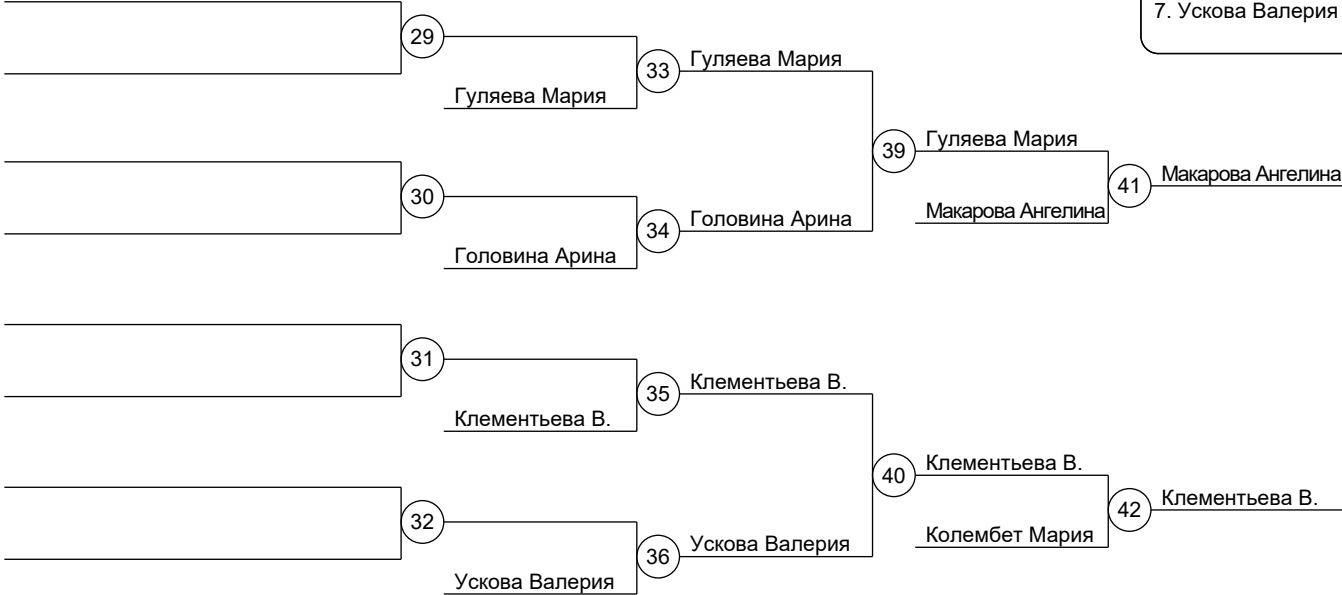 7. Ускова Валерия
29
33
Гуляева Мария
Гуляева Мария
39
Гуляева Мария
41
Макарова Ангелина
30
34
Головина Арина
Макарова Ангелина
Головина Арина
31
35
Клементьева В.
Клементьева В.
40
Клементьева В.
42
Клементьева В.
32
36
Ускова Валерия
Колембет Мария
Ускова Валерия